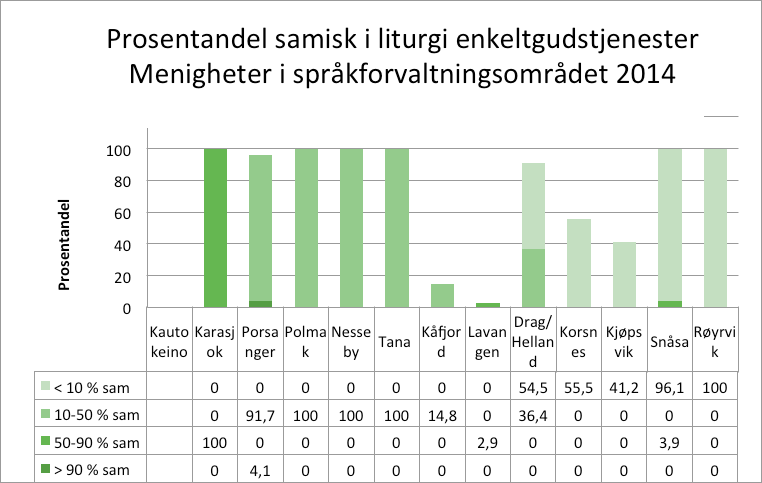 Prosentandel samisk i liturgi enkeltgudstjenester
Menigheter i språkforvaltningsområdet 2014
Prosentandel
100
80
60
40
20
0
Kauto
keino
Karasj
ok
Porsa
nger
Polma
k
Nesse
by
Tana
Kåfjor
d
Lavan
gen
Drag/
Hellan
d
Korsn
es
Kjøps
vik
Snåsa
Røyrvi
k
< 10 % sam 0 0 0 0 0 0 0 54,5 55,5 41,2 96,1 100
10-50 % sam 0 91,7 100 100 100 14,8 0 36,4 0 0 0 0
50-90 % sam 100 0 0 0 0 0 2,9 0 0 0 3,9 0
> 90 % sam 0 4,1 0 0 0 0 0 0 0 0 0 0